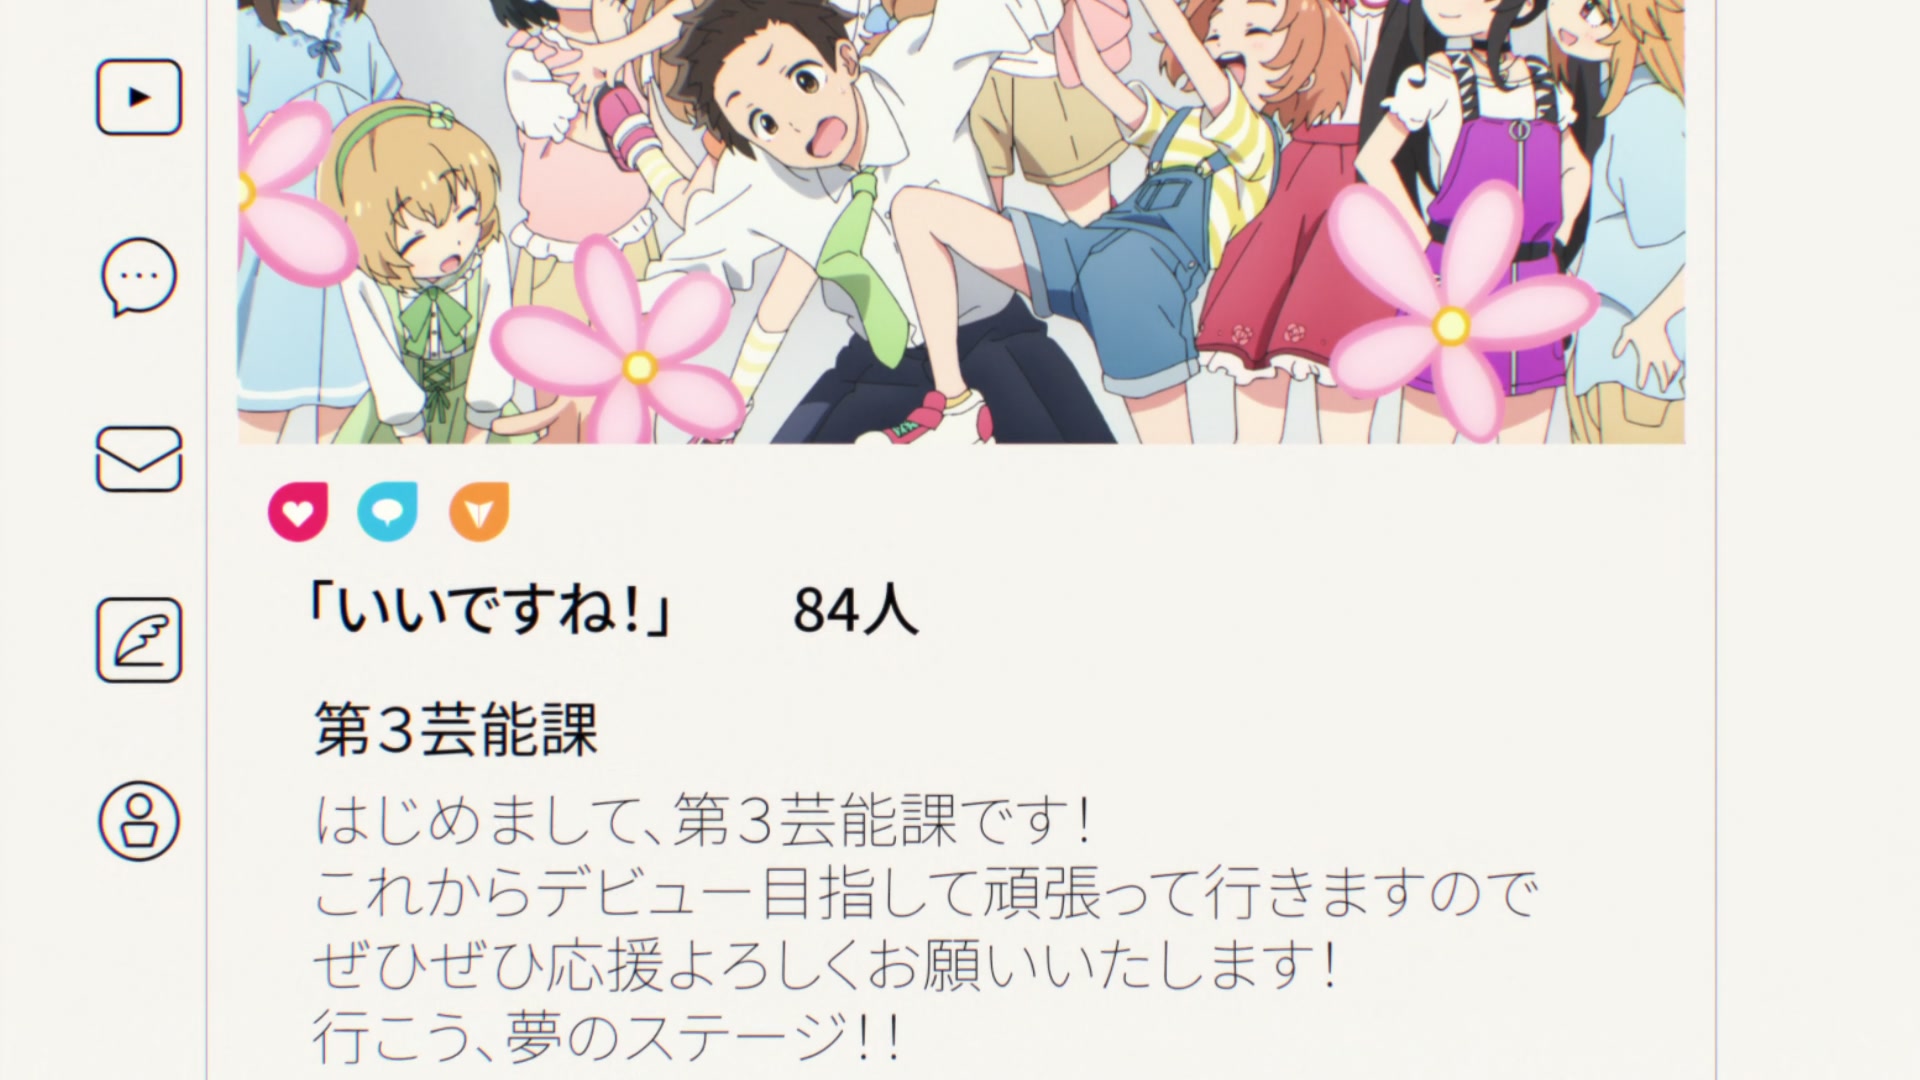 「いいですね!」 84人
第3芸能課
はじめまして、第3芸能課です!
これからデビュー目指して頑張って行きますので
ぜひぜひ応援よろしくお願いいたします!
行こう、夢のステージ!!